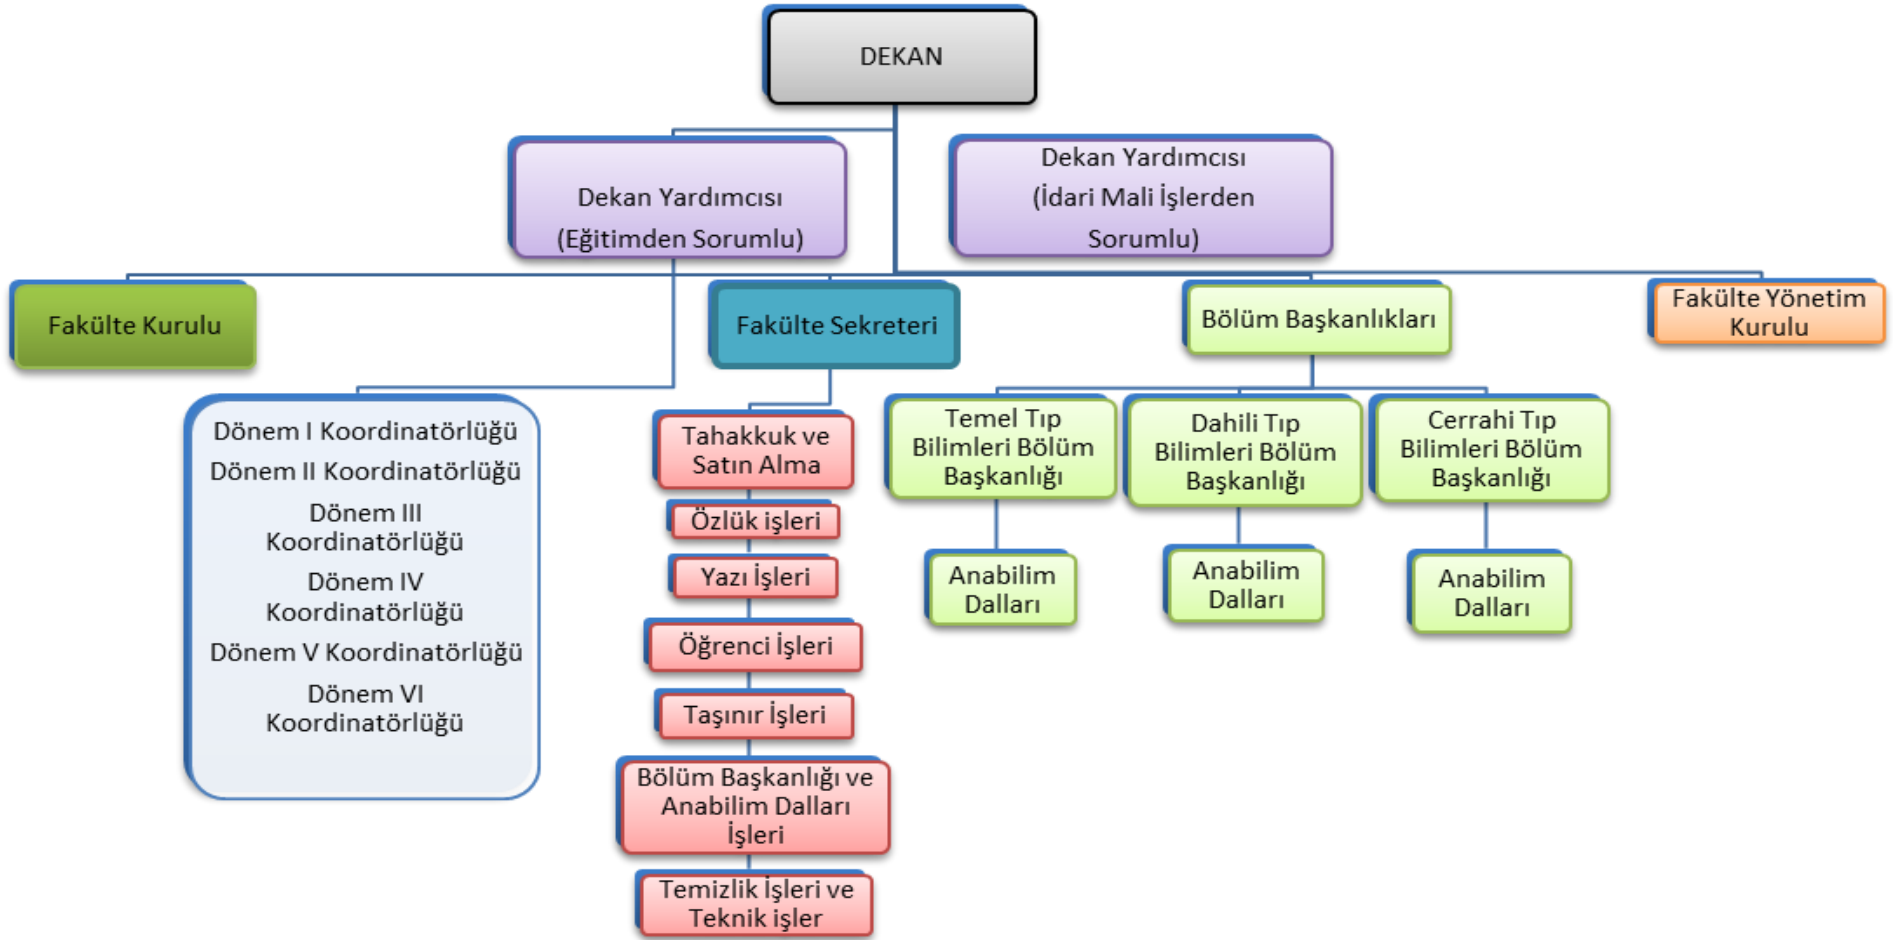 DEKAN
Dekan Yardımcısı
(Eğitimden Sorumlu)
Dekan Yardımcısı
(İdari Mali İşlerden
Sorumlu)
Fakülte Kurulu
Fakülte Sekreteri
Bölüm Başkanlıkları
Fakülte Yönetim
Kurulu
Dönem I Koordinatörlüğü
Dönem II Koordinatörlüğü
Dönem III
Koordinatörlüğü
Dönem IV
Koordinatörlüğü
Dönem V Koordinatörlüğü
Dönem VI
Koordinatörlüğü
Tahakkuk ve
Satın Alma
Özlük işleri
Yazı İşleri
Öğrenci İşleri
Taşınır İşleri
Bölüm Başkanlığı ve
Anabilim Dalları
İşleri
Temizlik İşleri ve
Teknik işler
Temel Tıp
Bilimleri Bölüm
Başkanlığı
Anabilim
Dalları
Dahili Tıp
Bilimleri Bölüm
Başkanlığı
Anabilim
Dalları
Cerrahi Tıp
Bilimleri Bölüm
Başkanlığı
Anabilim
Dalları